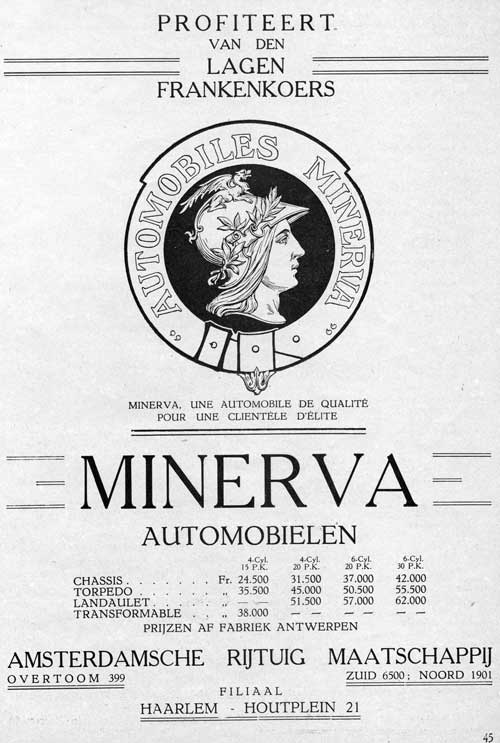 PROFITEERT
VAN DEN
LAGEN
FRANKENKOERS
AUTOMOBILES MINERVA
MINERVA, UNE AUTOMOBILE DE QUALITÉ
POUR UNE CLIENTÈLE D'ÉLITE
MINERVA
AUTOMOBIELEN
4-Cyl. 4-Cyl. 6-Cyl. 6-Cyl.
15 P.K. 20 P.K. 20 P.K. 30 P.K.
CHASSIS . . . . . . . Fr. 24.500 31.500 37.000 42.000
TORPEDO . . . . . . „ 35.500 45.000 50.500 55.500
LANDAULET . . . . . „ — — 51.500 57.000 62.000
TRANSFORMABLE . . „ 38.000 — — — — — —
PRIJZEN AF FABRIEK ANTWERPEN
AMSTERDAMSCHE RIJTUIG MAATSCHAPPIJ
OVERTOOM 399 ZUID 6500; NOORD 1901
FILIAAL
HAARLEM - HOUTPLEIN 21
45